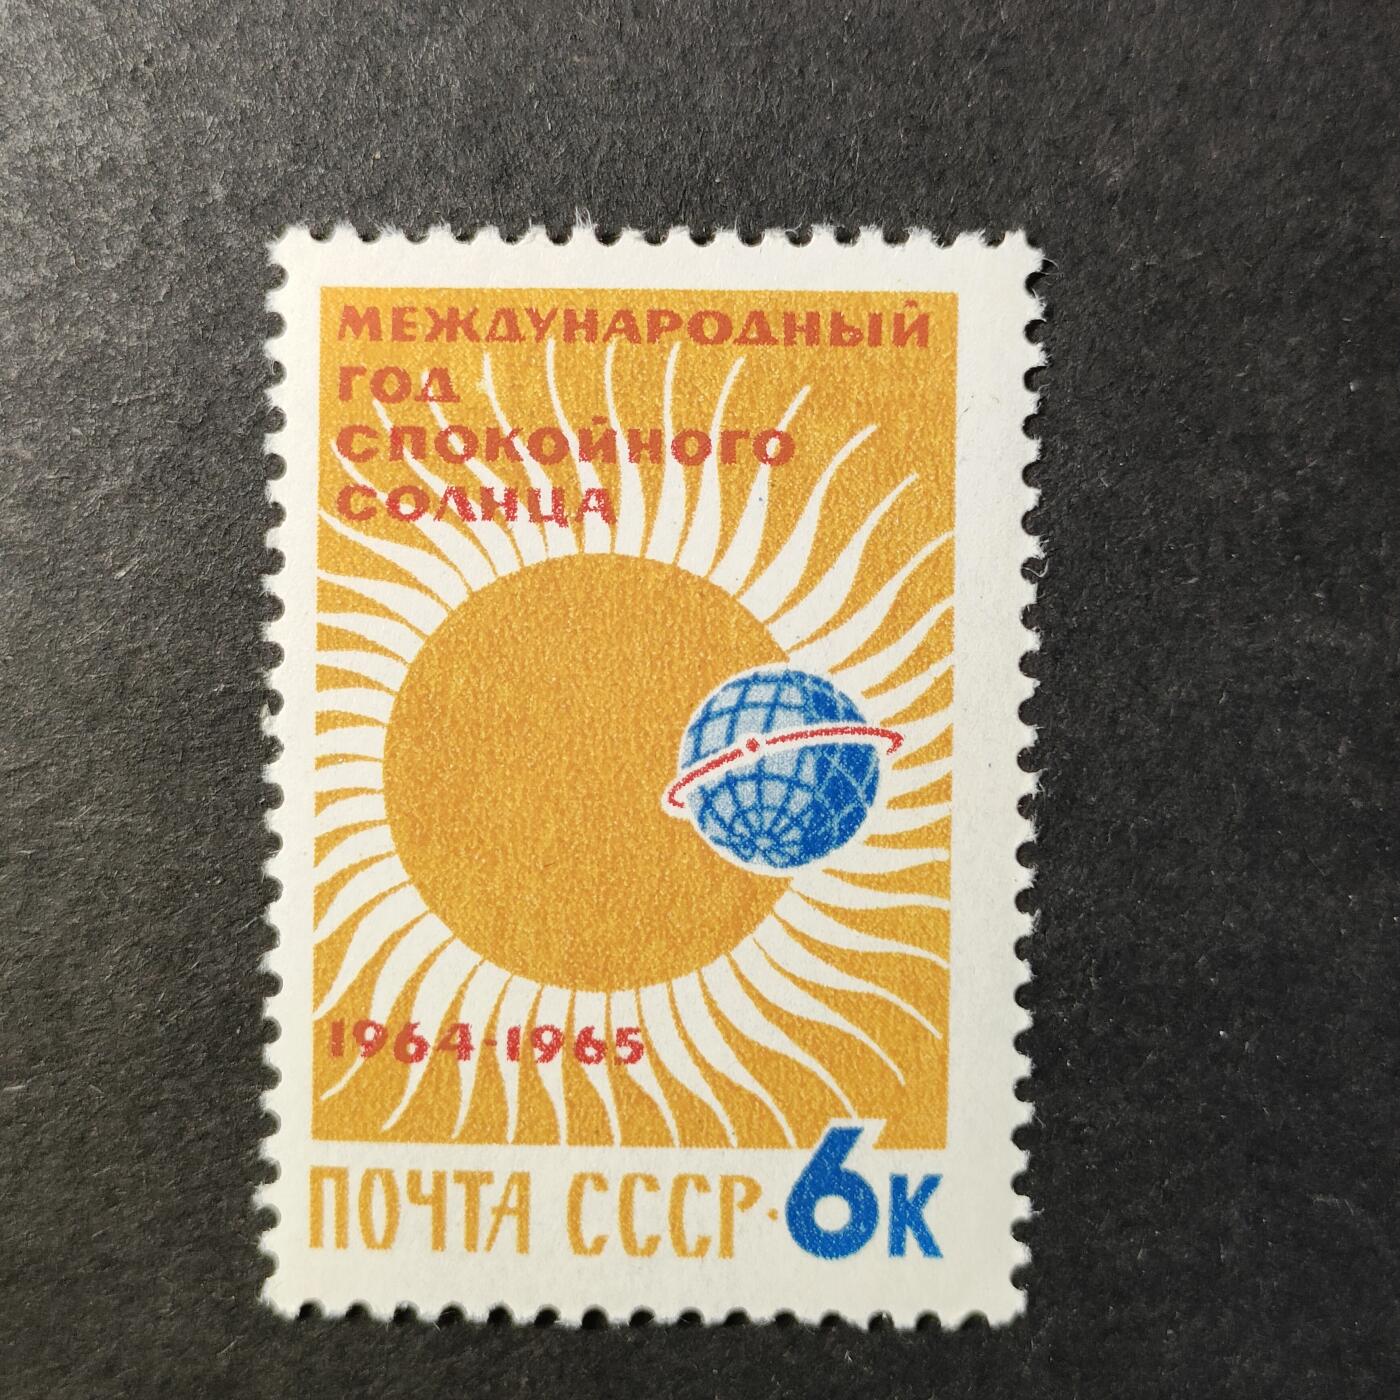 МЕЖДУНАРОДНЫЙ
ГОД
СПОКОЙНОГО
СОЛНЦА
1964-1965
ПОЧТА СССР·6К